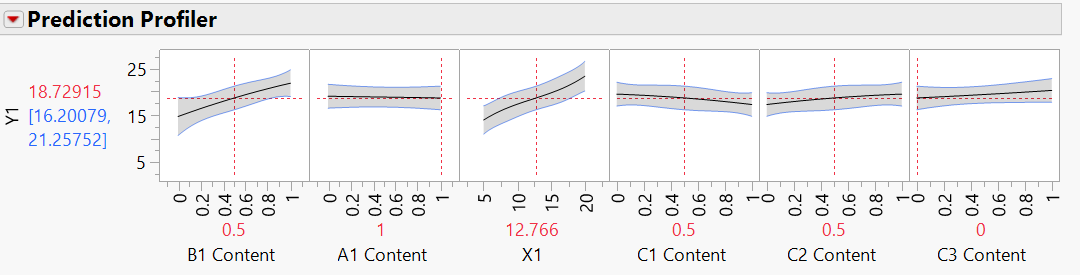 Prediction Profiler
Y1
18.72915
[16.20079,
21.25752]
25
15
5
0 0.2 0.4 0.6 0.8 1
0 0.2 0.4 0.6 0.8 1
5 10 15 20
0 0.2 0.4 0.6 0.8 1
0 0.2 0.4 0.6 0.8 1
0 0.2 0.4 0.6 0.8 1
0.5 1 12.766 0.5 0.5 0
B1 Content A1 Content X1 C1 Content C2 Content C3 Content